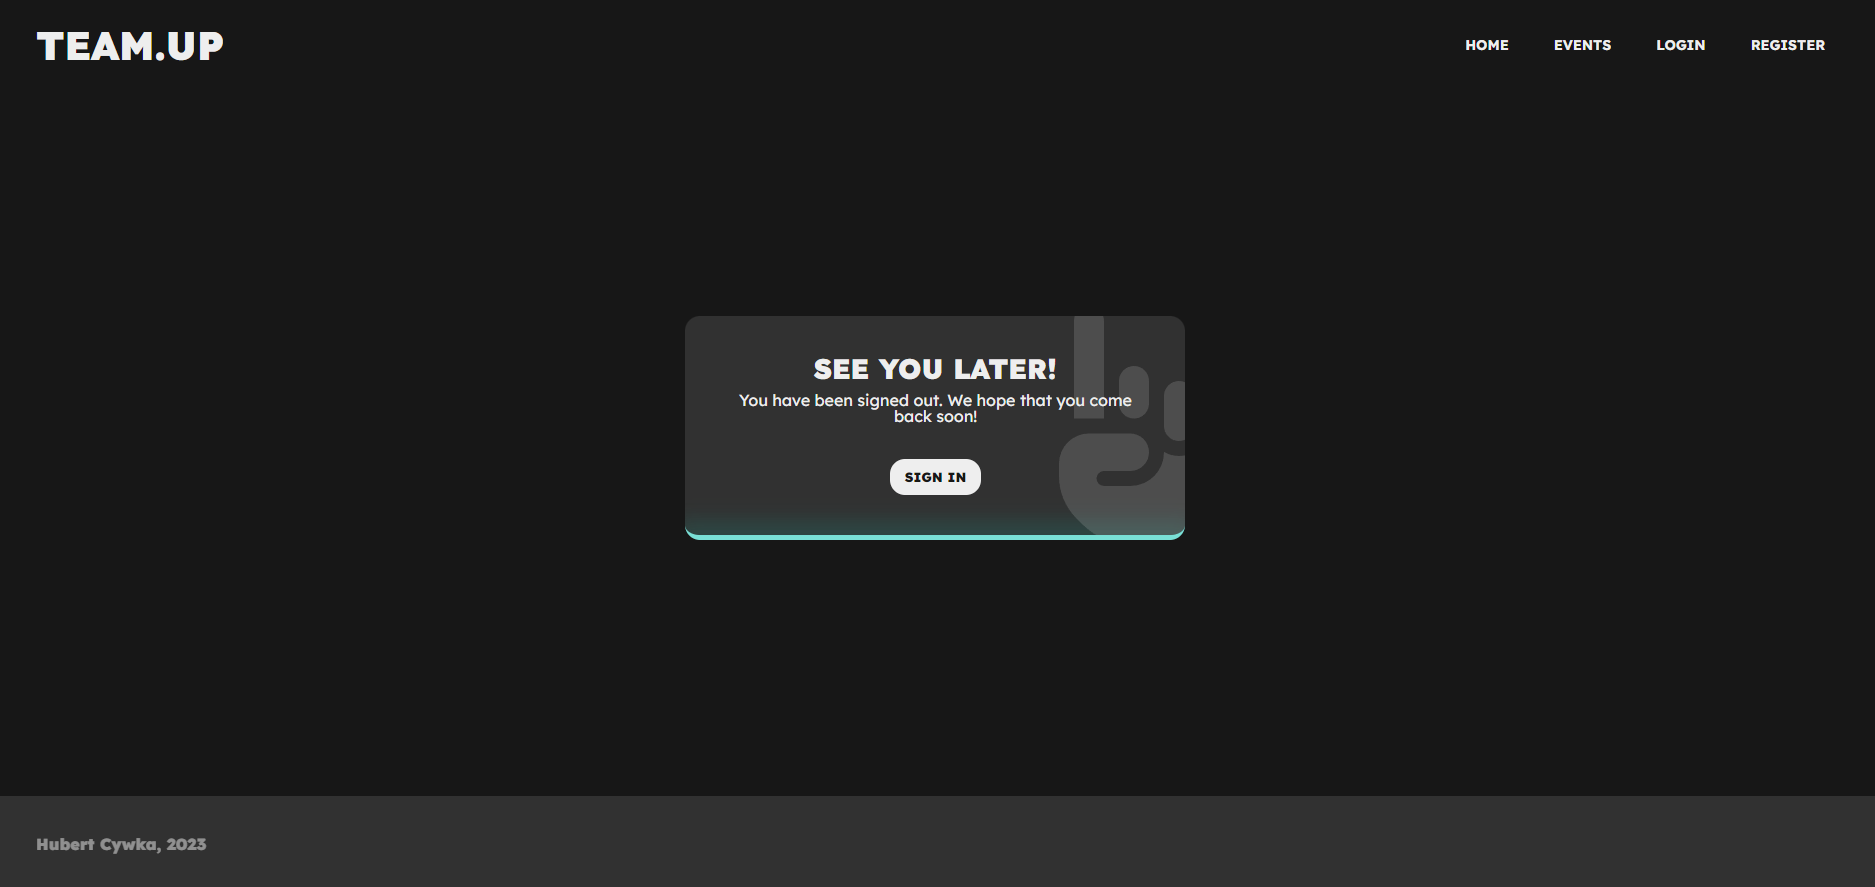 TEAM.UP
HOME EVENTS LOGIN REGISTER
SEE YOU LATER!
You have been signed out. We hope that you come
back soon!
SIGN IN
Hubert Cywka, 2023